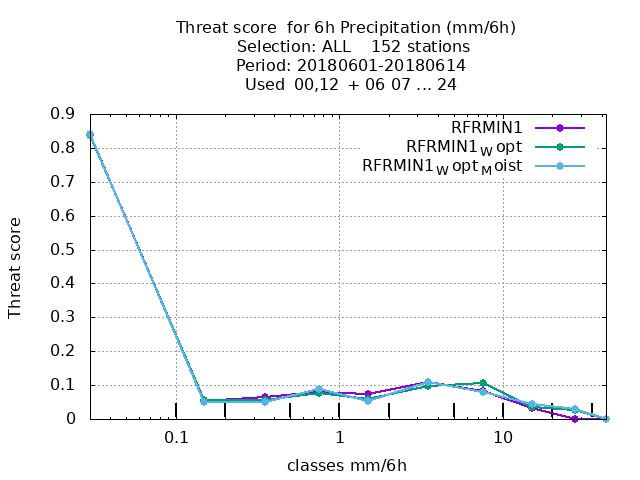 Threat score  for 6h Precipitation (mm/6h)
Selection: ALL    152 stations
Period: 20180601-20180614
Used  00,12  + 06 07 ... 24
0.9
0.8
0.7
0.6
0.5
0.4
0.3
0.2
0.1
0
Threat score
RFRMIN1
RFRMIN1Wopt
RFRMIN1WoptMoist
0.1
1
10
classes mm/6h